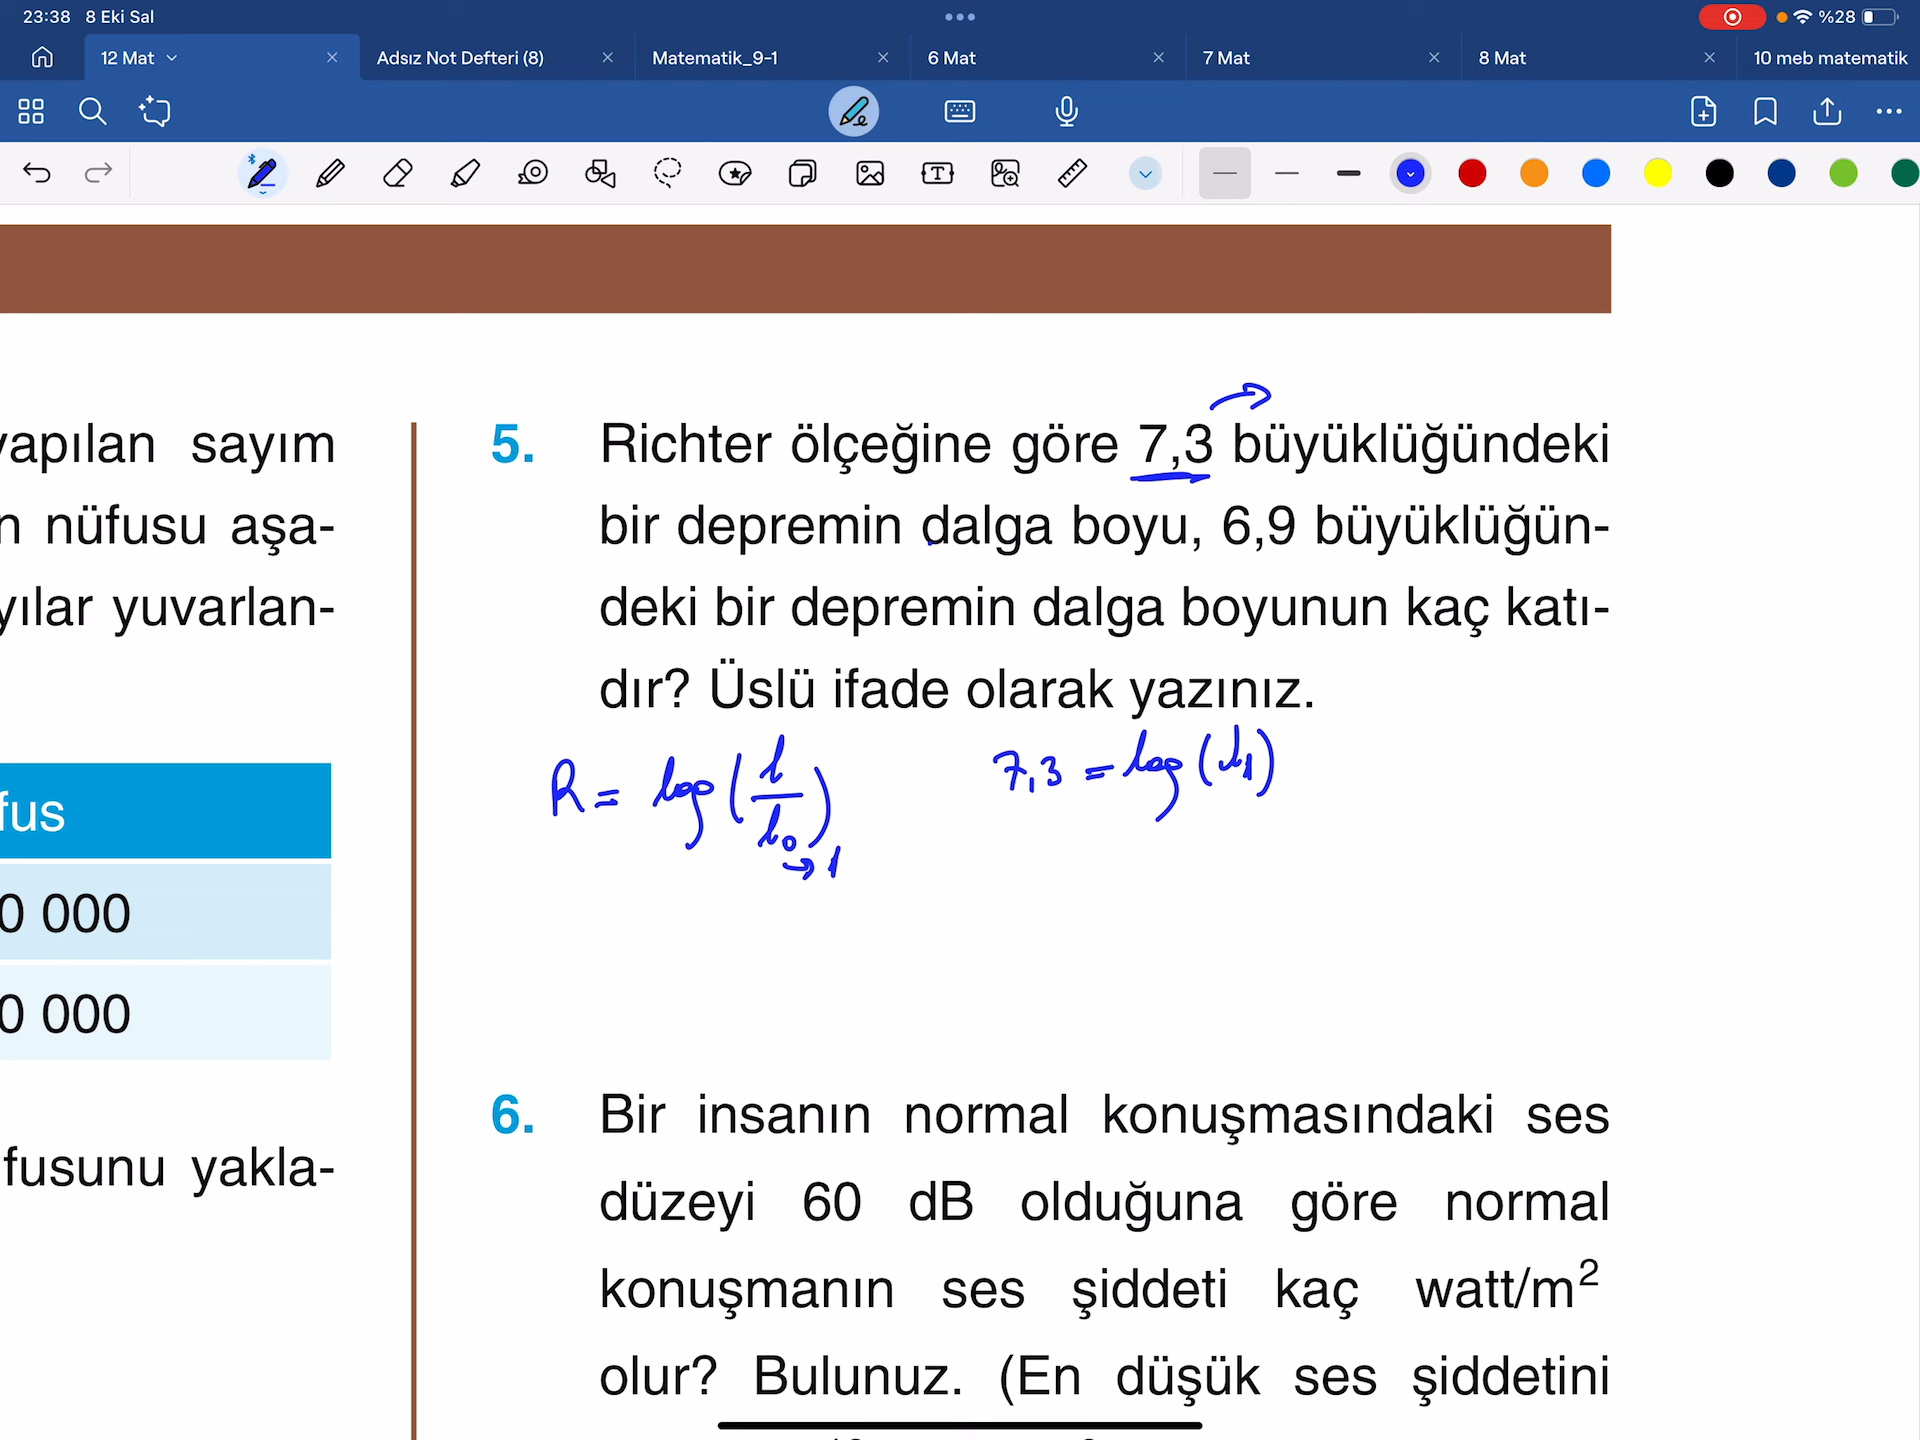 23:38 8 Eki Sal
%28
12 Mat
Adsız Not Defteri (8)
Matematik_9-1
6 Mat
7 Mat
8 Mat
10 meb matematik
yapılan sayım
n nüfusu aşa-
yılar yuvarlan-
fus
0 000
0 000
fusunu yakla-
5. Richter ölçeğine göre 7,3 büyüklüğündeki
bir depremin dalga boyu, 6,9 büyüklüğün-
deki bir depremin dalga boyunun kaç katı-
dır? Üslü ifade olarak yazınız.
R = log(I/I₀) → 1
7,3 = log(I₁)
6. Bir insanın normal konuşmasındaki ses
düzeyi 60 dB olduğuna göre normal
konuşmanın ses şiddeti kaç watt/m²
olur? Bulunuz. (En düşük ses şiddetini